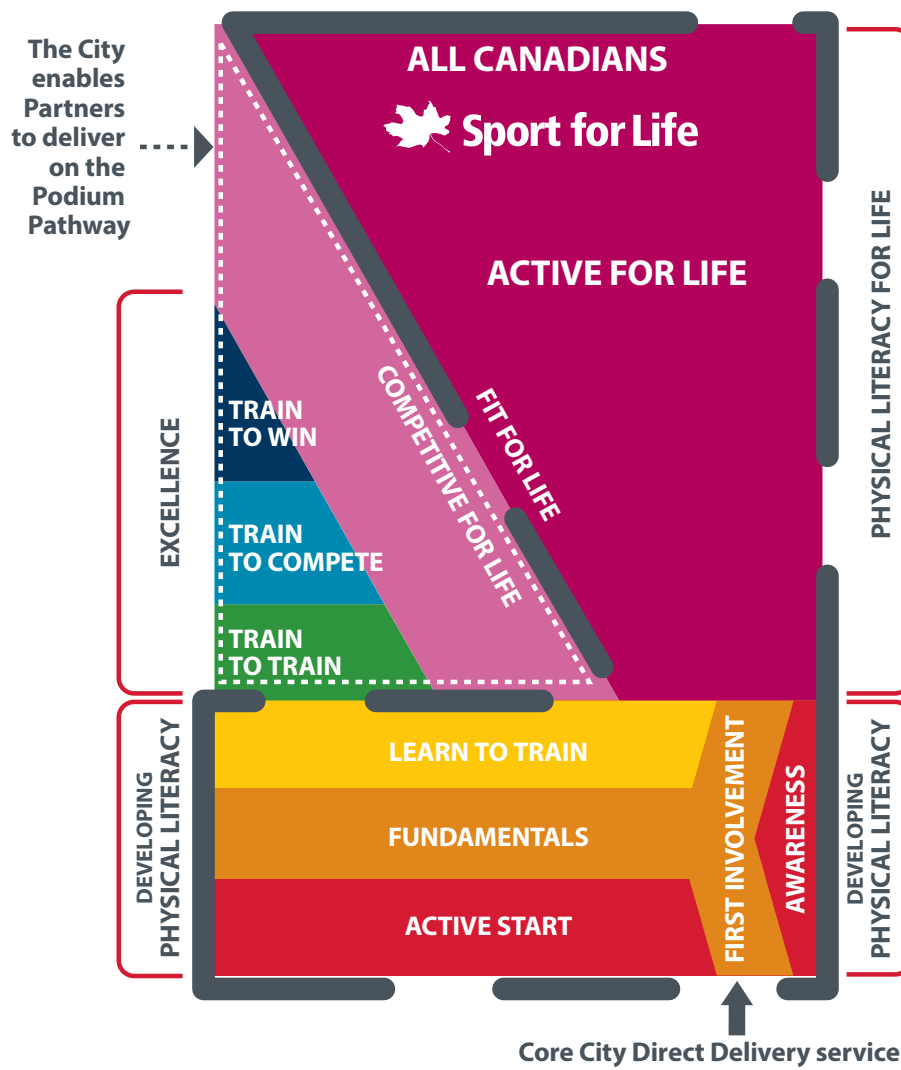 The City
enables
Partners
to deliver
on the
Podium
Pathway
ALL CANADIANS
Sport for Life
ACTIVE FOR LIFE
FIT FOR LIFE
COMPETITIVE FOR LIFE
TRAIN
TO WIN
TRAIN
TO COMPETE
TRAIN
TO TRAIN
EXCELLENCE
PHYSICAL LITERACY FOR LIFE
DEVELOPING
PHYSICAL LITERACY
LEARN TO TRAIN
FUNDAMENTALS
ACTIVE START
FIRST INVOLVEMENT
AWARENESS
DEVELOPING
PHYSICAL LITERACY
Core City Direct Delivery service